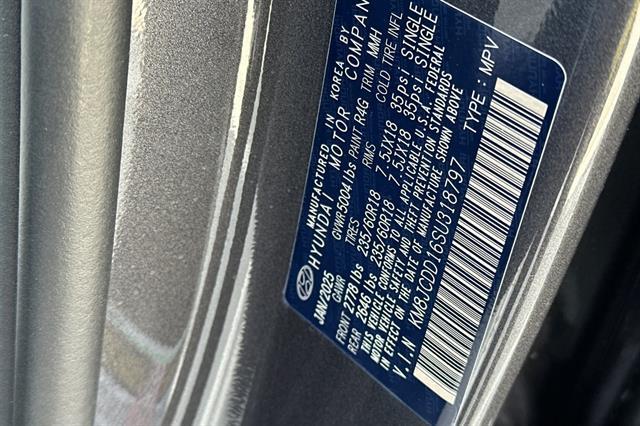 MANUFACTURED IN KOREA BY
HYUNDAI MOTOR COMPANY
JAN/2025 GVWR 5004 lbs PAINT R4G TRIM MMH
GAWR TIRES RIMS COLD TIRE INFL
FRONT 2778 lbs 235/60R18 7.5JX18 35psi SINGLE
REAR 2646 lbs 235/60R18 7.5JX18 35psi SINGLE
THIS VEHICLE CONFORMS TO ALL APPLICABLE U.S.A. FEDERAL
MOTOR VEHICLE SAFETY AND THEFT PREVENTION STANDARDS
IN EFFECT ON THE DATE OF MANUFACTURE SHOWN ABOVE
V.I.N KM8JCDD16SU318797 TYPE : MPV